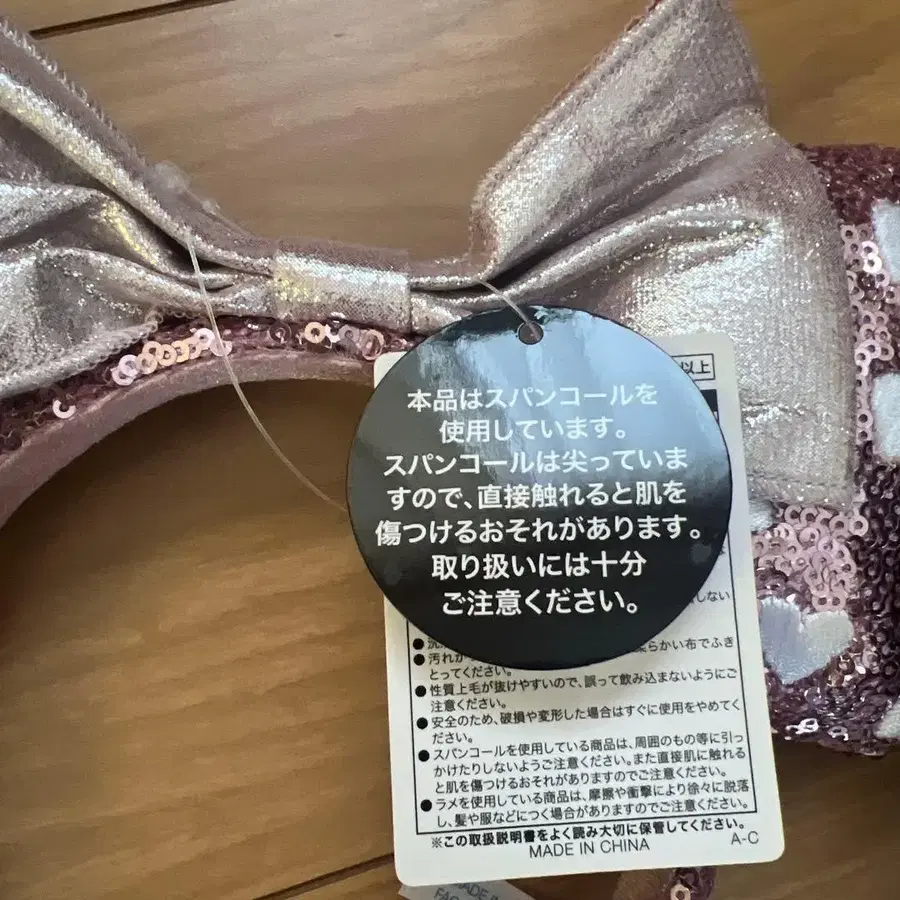 以上
本品はスパンコールを
使用しています。
スパンコールは尖っていま
すので、直接触れると肌を
傷つけるおそれがあります。
取り扱いには十分
ご注意ください。
しない
●洗
柔らかい布でふき
●汚れが
とってください。
●性質上毛が抜けやすいので、誤って飲み込まないようにご
注意ください。
●安全のため、破損や変形した場合はすぐに使用をやめてく
ださい。
●スパンコールを使用している商品は、周囲のもの等に引っ
かけたりしないようご注意ください。また直接肌に触れる
と肌を傷つけるおそれがありますのでご注意ください。
●ラメを使用している商品は、摩擦や衝撃により徐々に脱落
し、髪や服などにつく場合がありますのでご注意ください。
※この取扱説明書をよく読み大切に保管してください。
MADE IN CHINA
A-C
MADE IN